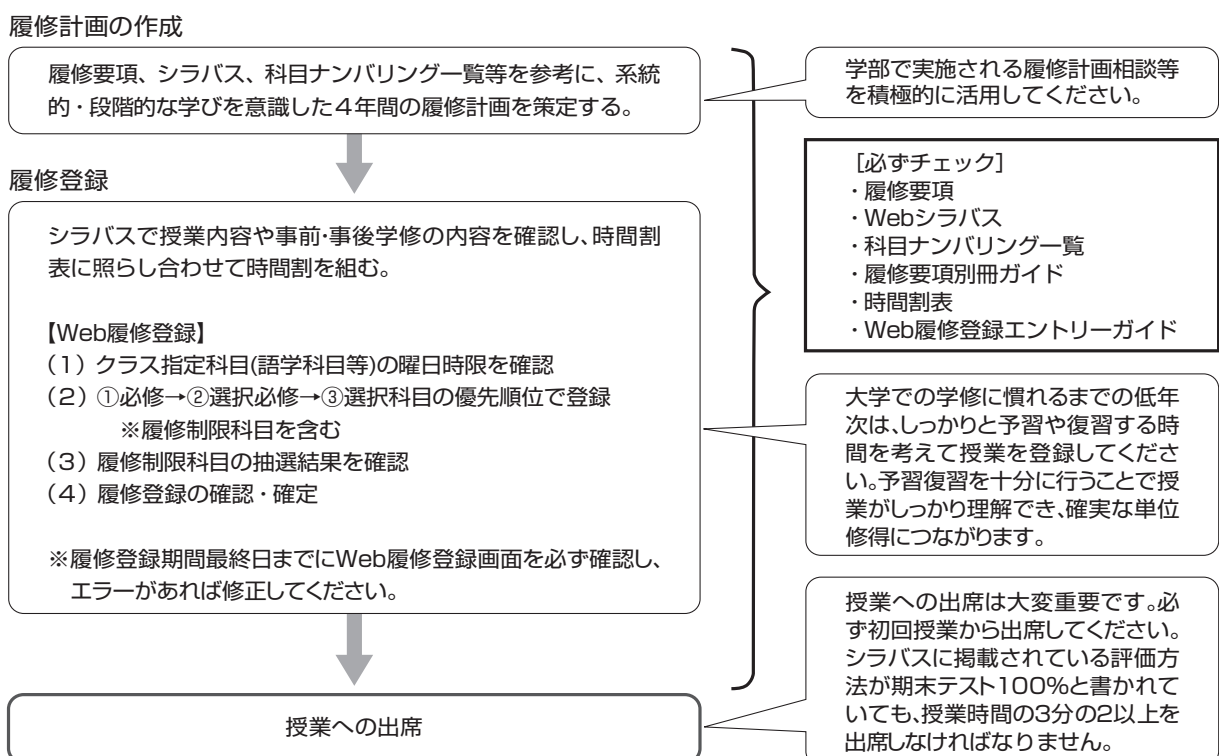 履修計画の作成
履修要項、シラバス、科目ナンバリング一覧等を参考に、系統
的・段階的な学びを意識した4年間の履修計画を策定する。
学部で実施される履修計画相談等
を積極的に活用してください。
[必ずチェック]
・履修要項
・Webシラバス
・科目ナンバリング一覧
・履修要項別冊ガイド
・時間割表
・Web履修登録エントリーガイド
履修登録
シラバスで授業内容や事前・事後学修の内容を確認し、時間割
表に照らし合わせて時間割を組む。
【Web履修登録】
(1)クラス指定科目(語学科目等)の曜日時限を確認
(2)①必修→②選択必修→③選択科目の優先順位で登録
※履修制限科目を含む
(3)履修制限科目の抽選結果を確認
(4)履修登録の確認・確定
※履修登録期間最終日までにWeb履修登録画面を必ず確認し、
エラーがあれば修正してください。
大学での学修に慣れるまでの低年
次は、しっかりと予習や復習する時
間を考えて授業を登録してくださ
い。予習復習を十分に行うことで授
業がしっかり理解でき、確実な単位
修得につながります。
授業への出席
授業への出席は大変重要です。必
ず初回授業から出席してください。
シラバスに掲載されている評価方
法が期末テスト100%と書かれて
いても、授業時間の3分の2以上を
出席しなければなりません。